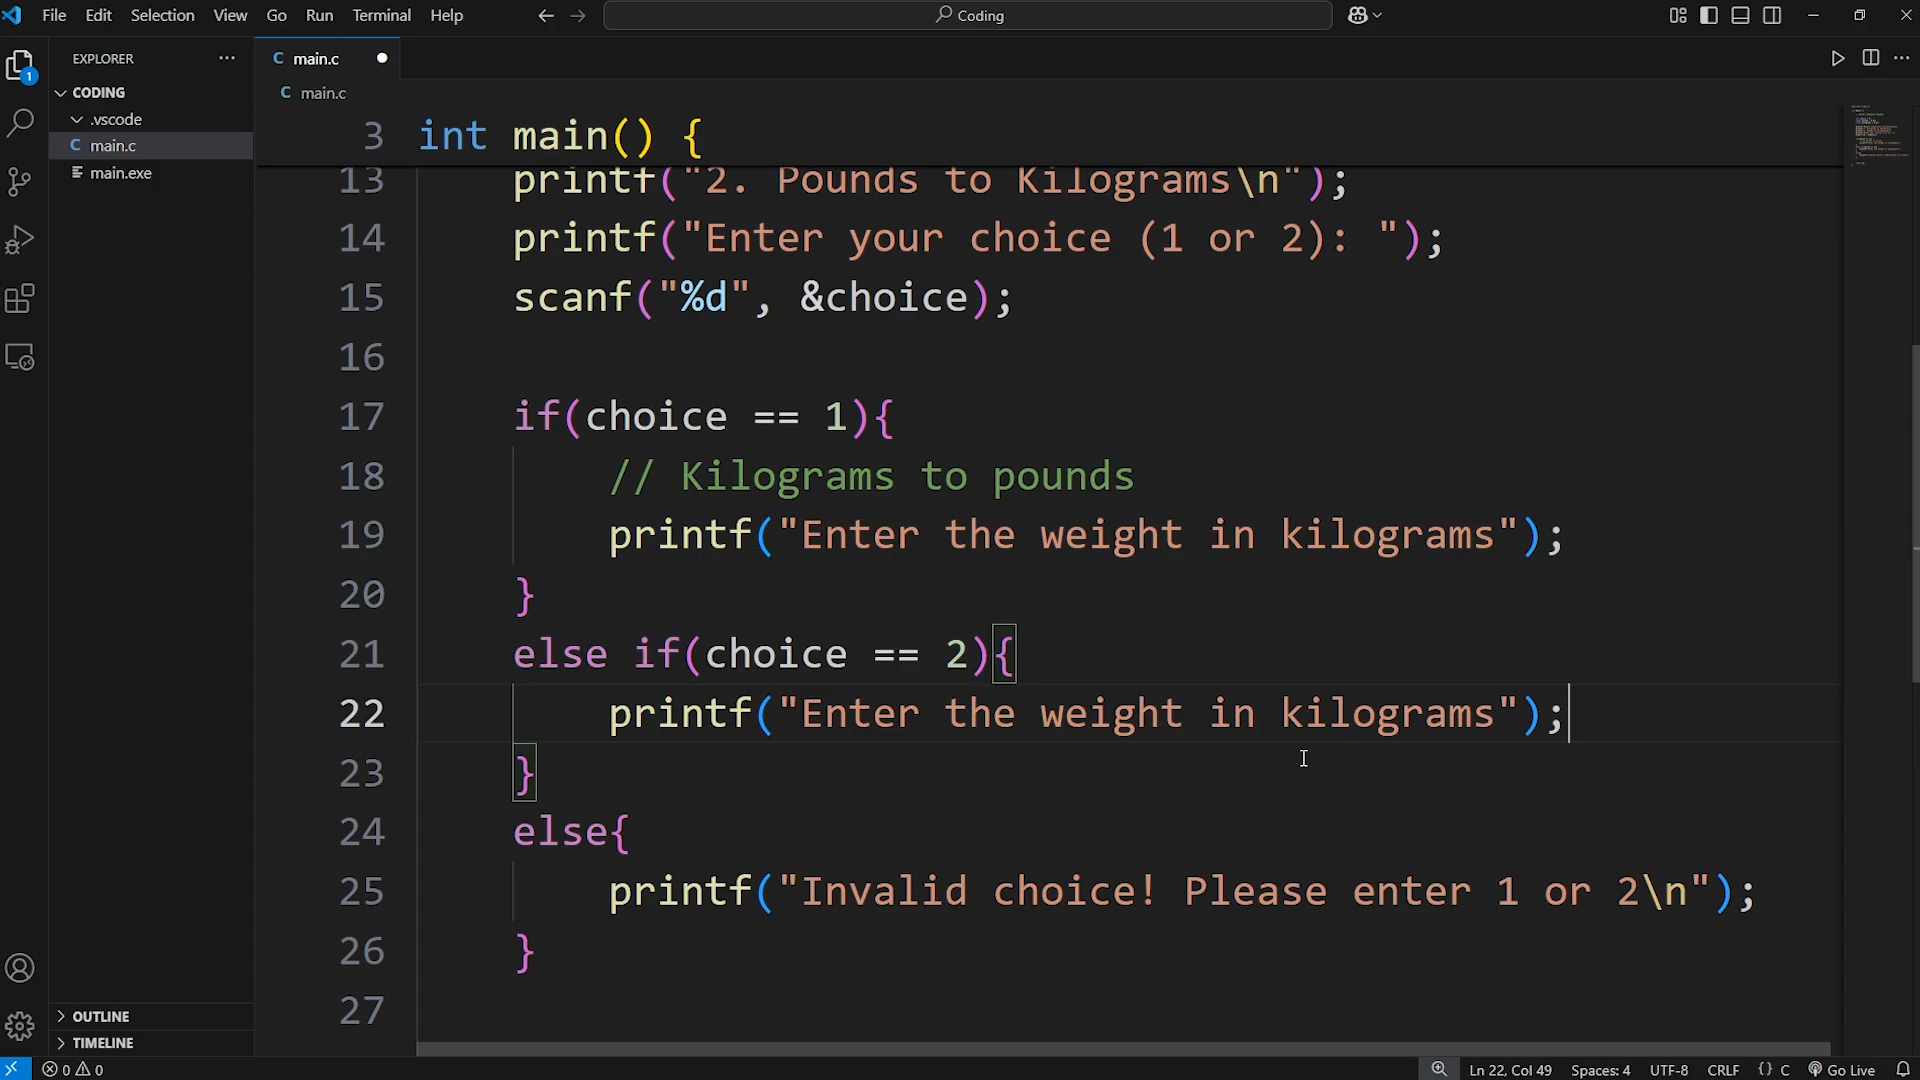 File Edit Selection View Go Run Terminal Help
Coding
EXPLORER
CODING
.vscode
C main.c
main.exe
OUTLINE
TIMELINE
C main.c
C main.c
3 int main() {
13 printf("2. Pounds to Kilograms\n");
14 printf("Enter your choice (1 or 2): ");
15 scanf("%d", &choice);
16
17 if(choice == 1){
18 // Kilograms to pounds
19 printf("Enter the weight in kilograms");
20 }
21 else if(choice == 2){
22 printf("Enter the weight in kilograms");
23 }
24 else{
25 printf("Invalid choice! Please enter 1 or 2\n");
26 }
27
1
0 0
Ln 22, Col 49 Spaces: 4 UTF-8 CRLF {} C Go Live